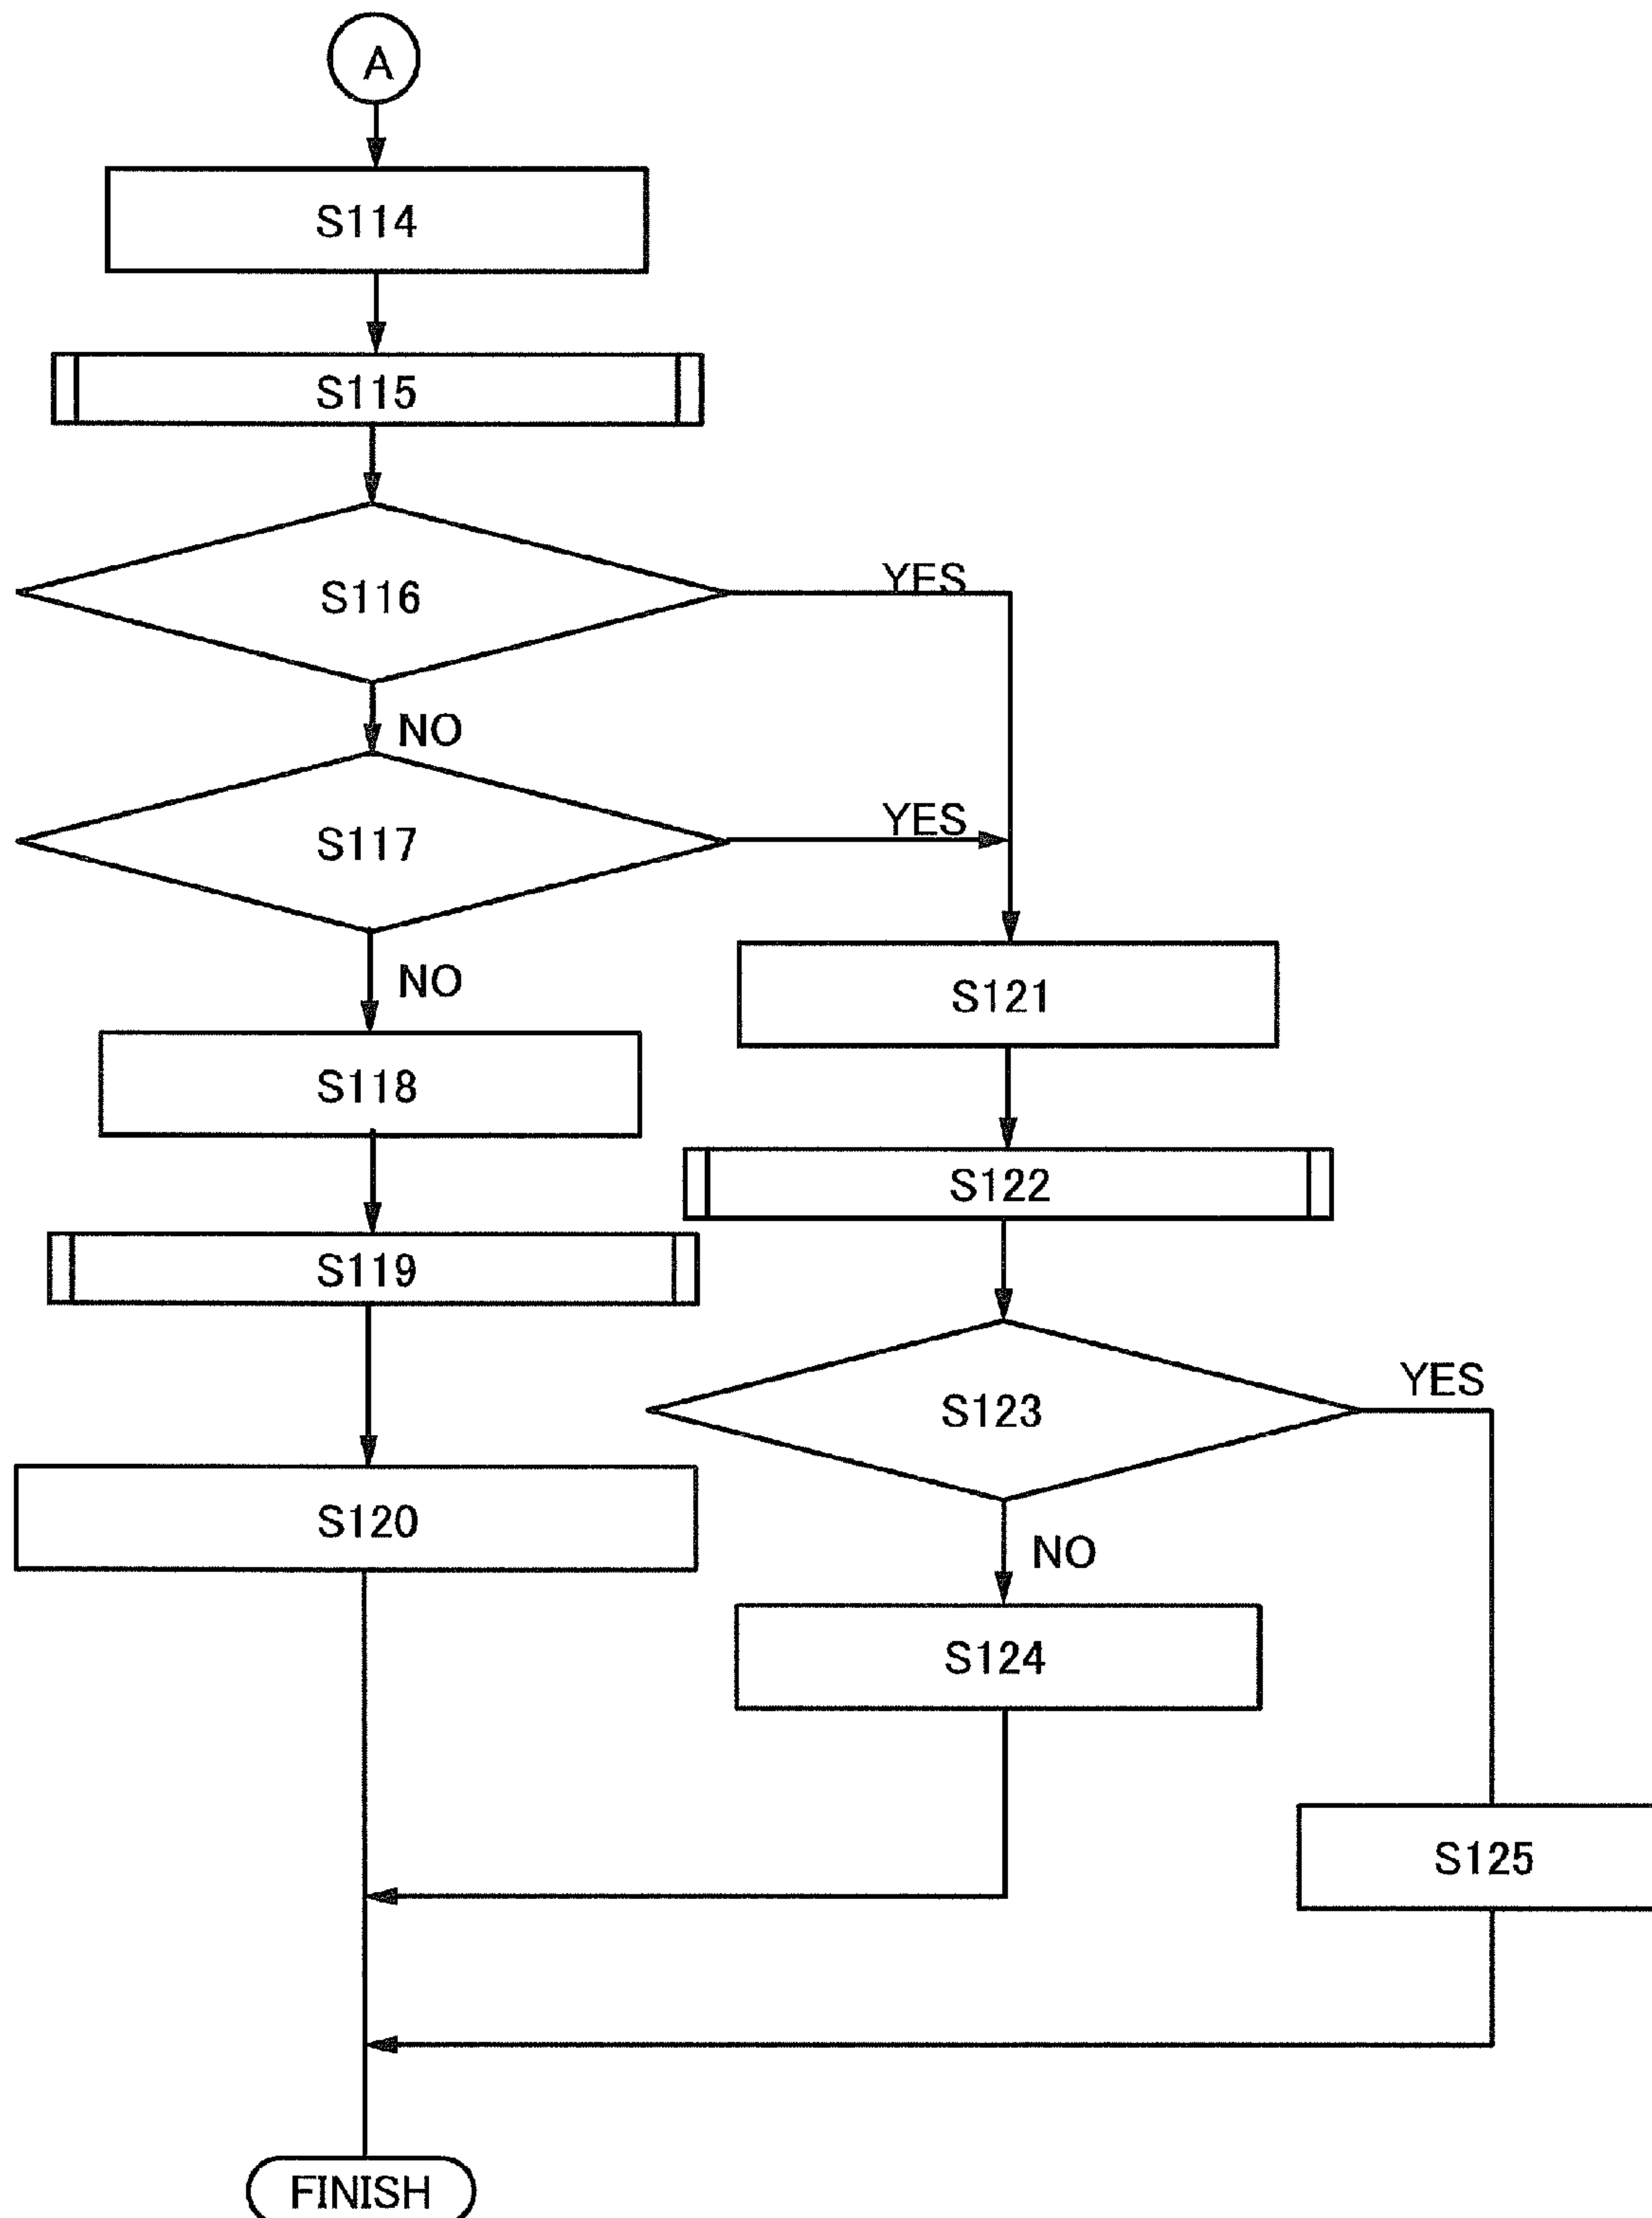 A
S114
S115
S116
YES
NO
S117
YES
NO
S118
S121
S119
S122
S120
S123
YES
NO
S124
S125
FINISH